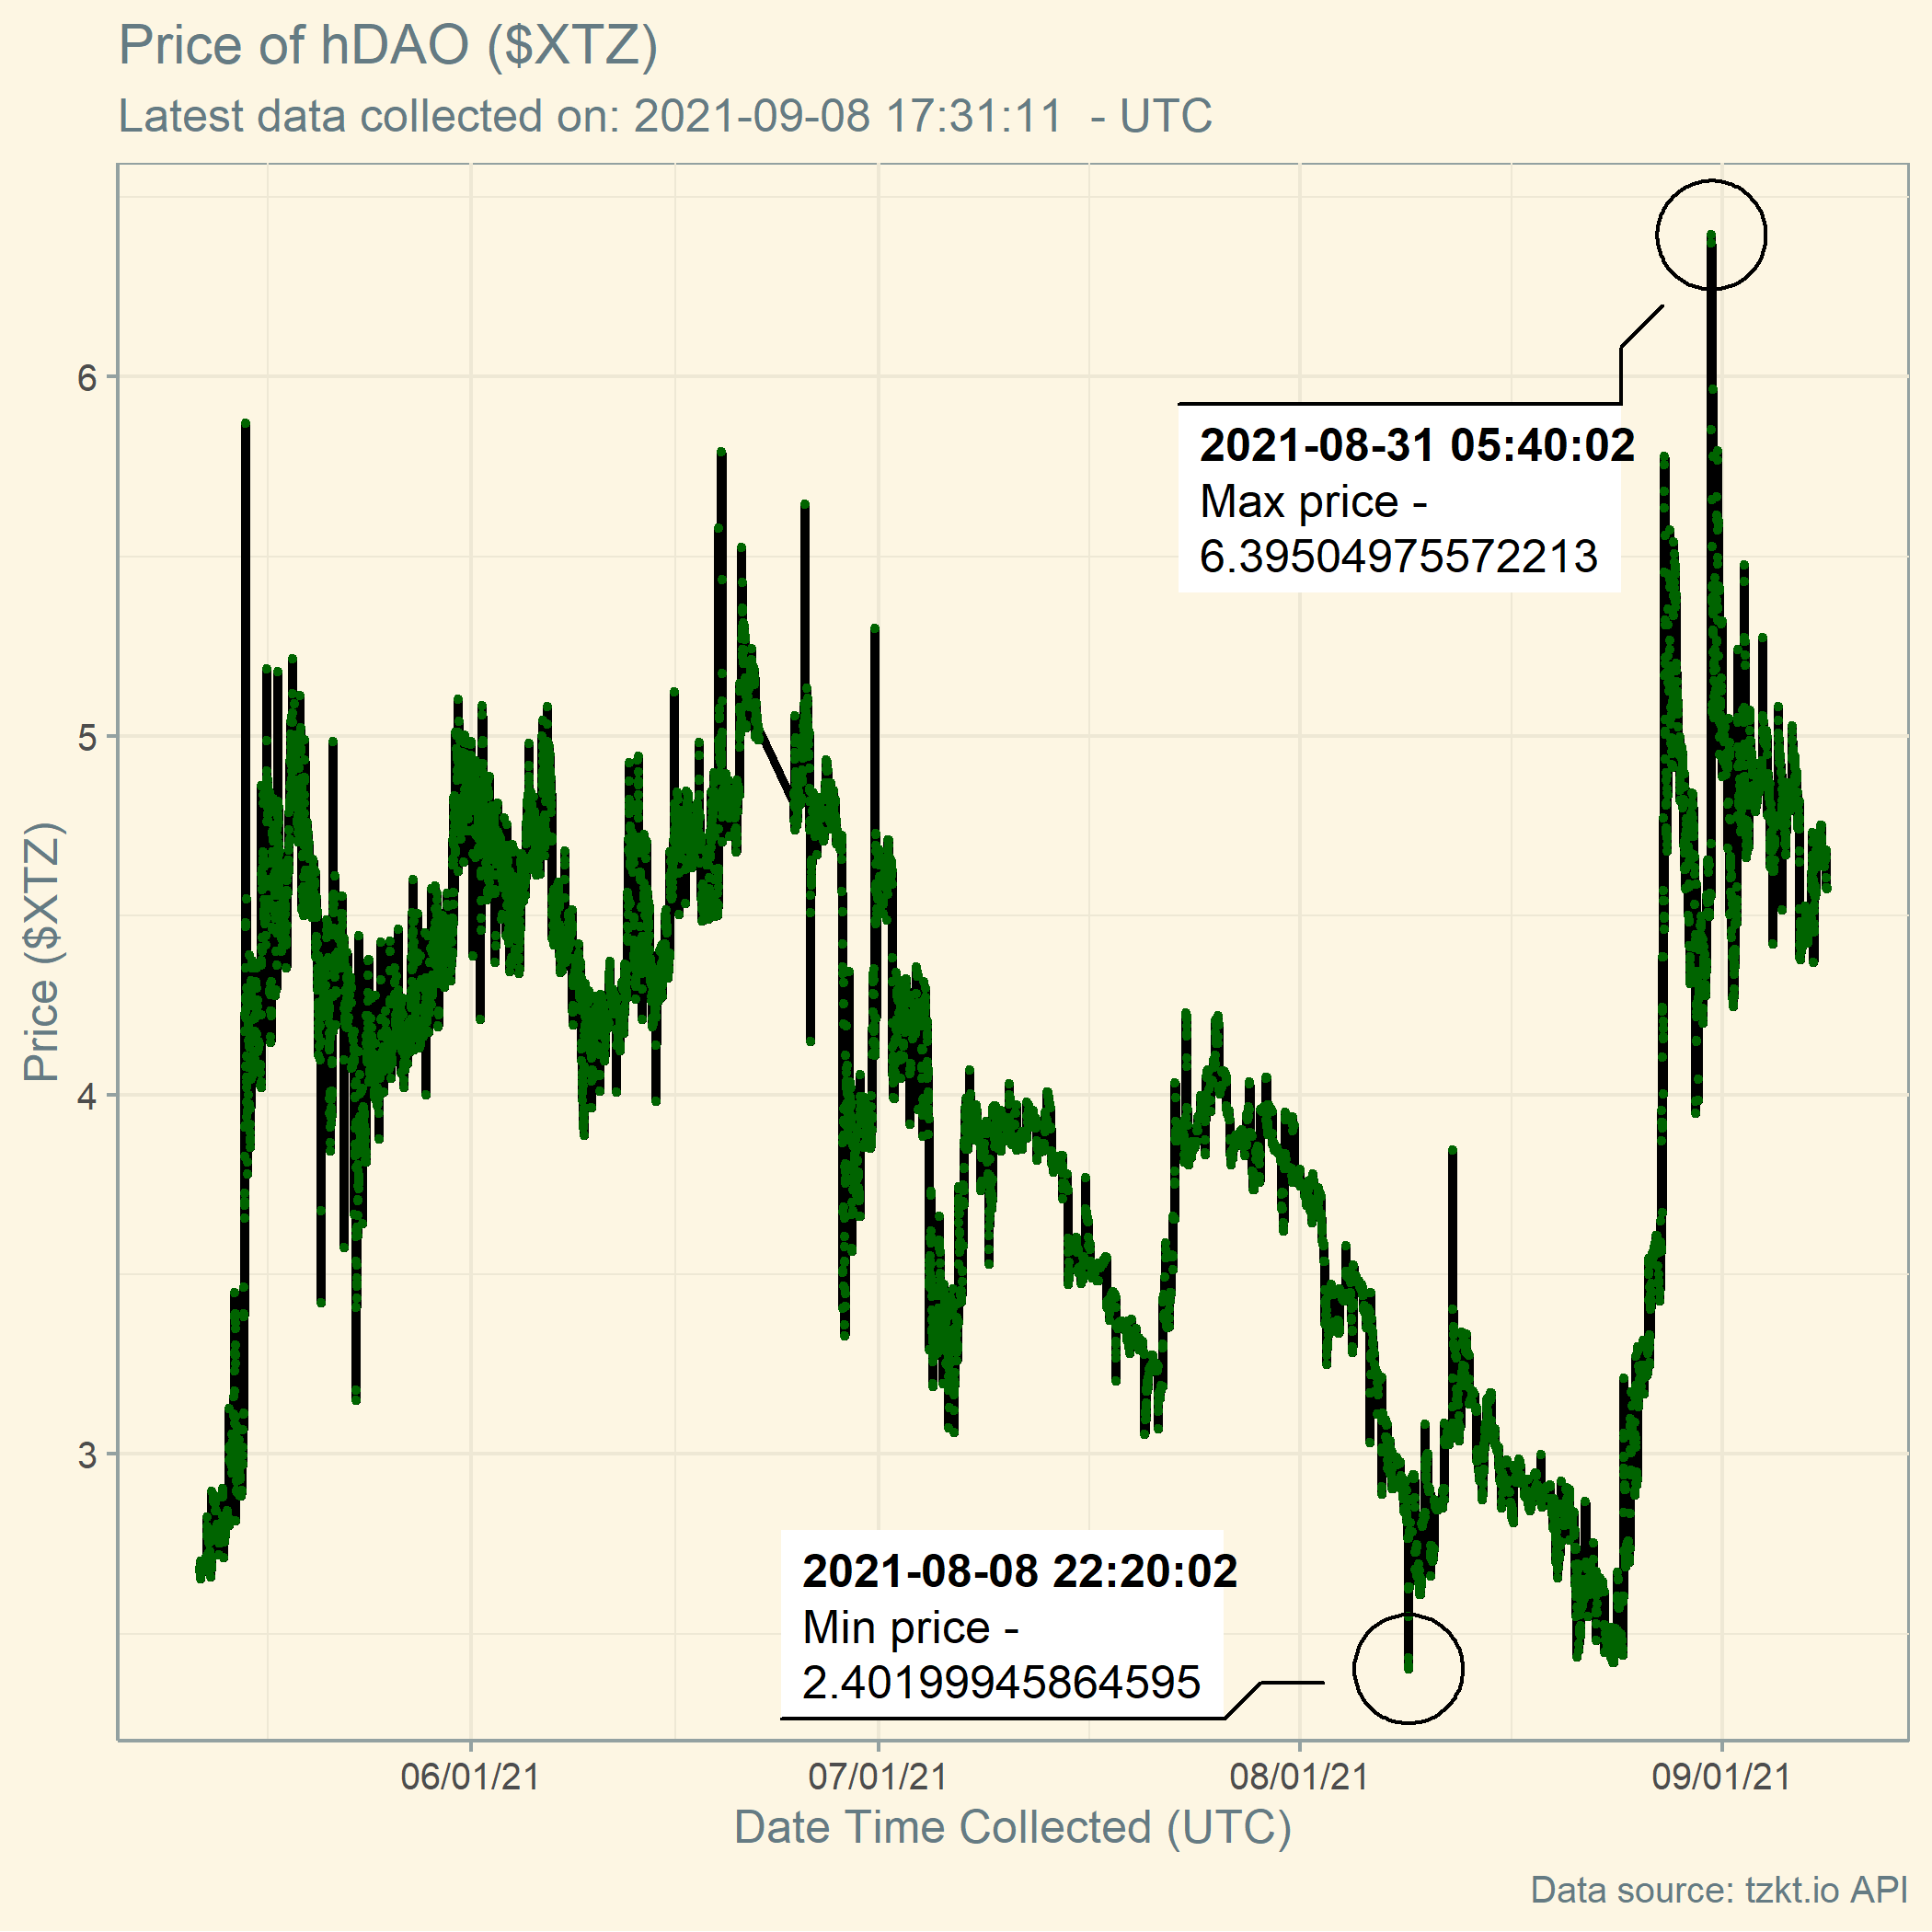 Price of hDAO ($XTZ)
Latest data collected on: 2021-09-08 17:31:11  - UTC
Price ($XTZ)
6
5
4
3
2021-08-31 05:40:02
Max price -
6.39504975572213
2021-08-08 22:20:02
Min price -
2.40199945864595
06/01/21
07/01/21
08/01/21
09/01/21
Date Time Collected (UTC)
Data source: tzkt.io API